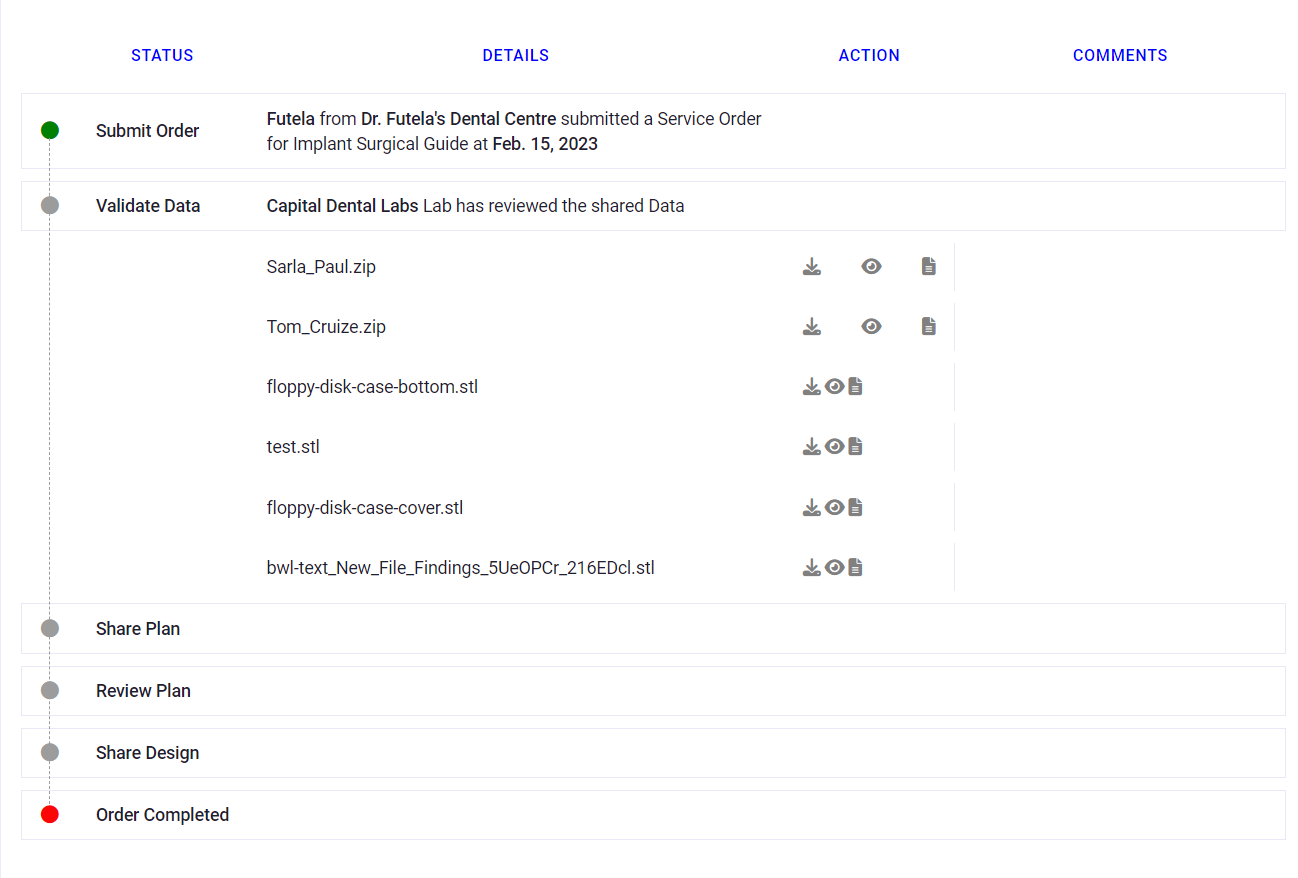 STATUS DETAILS ACTION COMMENTS
Submit Order
Futela from Dr. Futela's Dental Centre submitted a Service Order
for Implant Surgical Guide at Feb. 15, 2023
Validate Data
Capital Dental Labs Lab has reviewed the shared Data
Sarla_Paul.zip
Tom_Cruize.zip
floppy-disk-case-bottom.stl
test.stl
floppy-disk-case-cover.stl
bwl-text_New_File_Findings_5UeOPCr_216EDcl.stl
Share Plan
Review Plan
Share Design
Order Completed